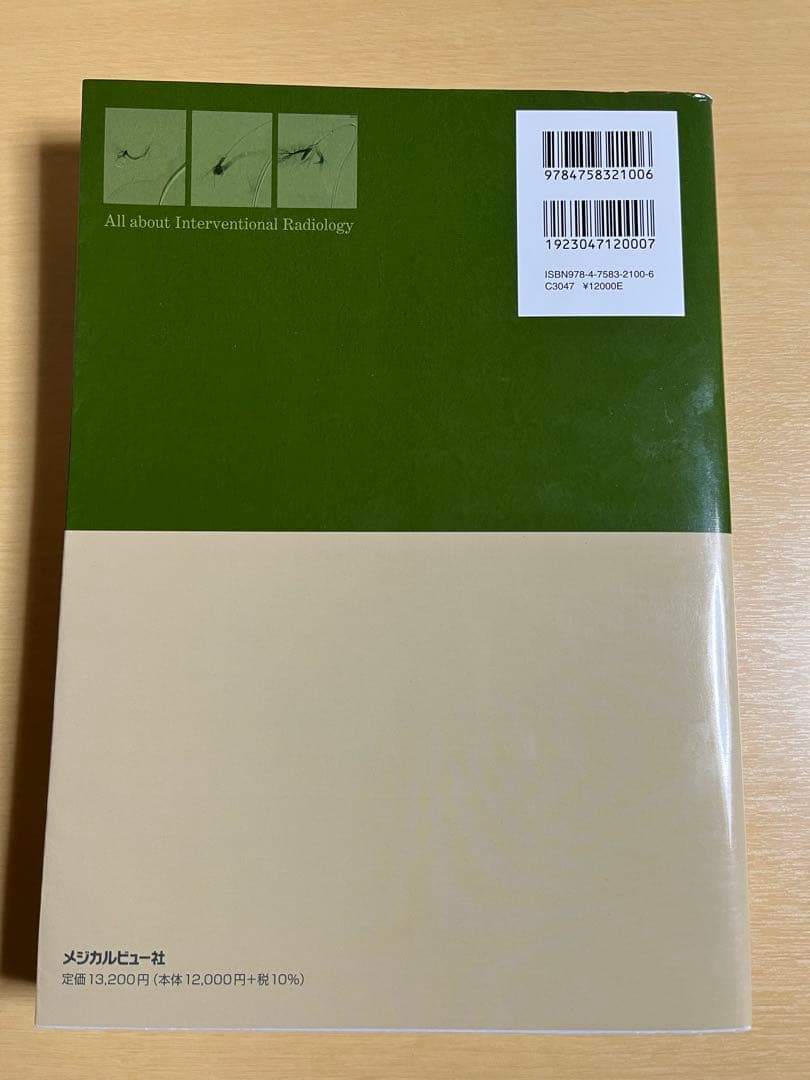 All about Interventional Radiology
9784758321006
1923047120007
ISBN978-4-7583-2100-6
C3047 ¥12000E
メジカルビュー社
定価13,200円(本体12,000円+税10%)